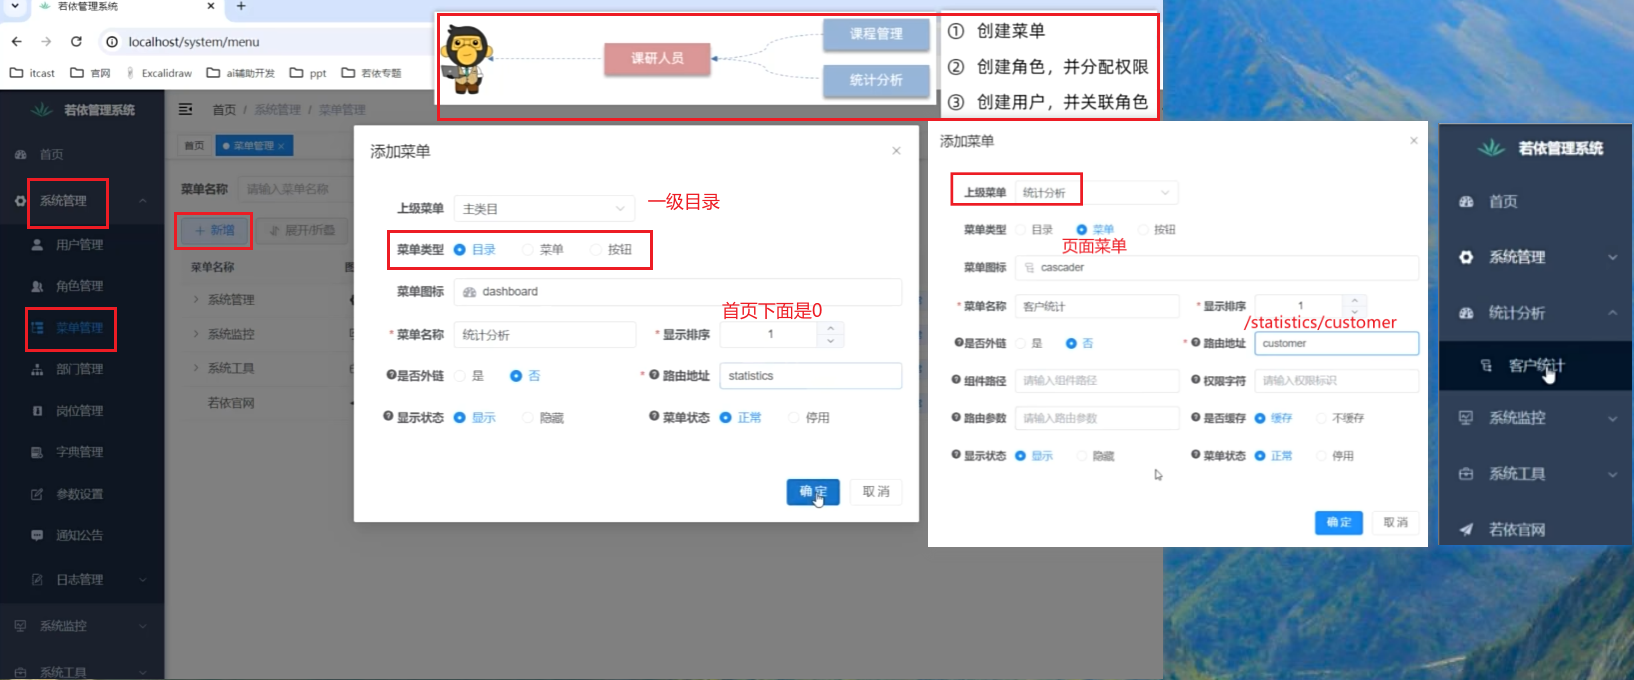 若依管理系统
localhost/system/menu
itcast
官网
Excalidraw
ai辅助开发
ppt
若依专题
课研人员
课程管理
统计分析
① 创建菜单
② 创建角色，并分配权限
③ 创建用户，并关联角色
若依管理系统
首页
系统管理
用户管理
角色管理
菜单管理
部门管理
岗位管理
字典管理
参数设置
通知公告
日志管理
系统监控
系统工具
首页 / 系统管理 / 菜单管理
首页
菜单管理
菜单名称 请输入菜单名称
+ 新增 展开/折叠
菜单名称
系统管理
系统监控
系统工具
若依官网
添加菜单
上级菜单 主类目
一级目录
菜单类型 目录 菜单 按钮
菜单图标 dashboard
首页下面是0
* 菜单名称 统计分析 * 显示排序 1
是否外链 是 否 * 路由地址 statistics
显示状态 显示 隐藏 菜单状态 正常 停用
确定 取消
添加菜单
上级菜单 统计分析
菜单类型 目录 菜单 按钮
页面菜单
菜单图标 cascader
* 菜单名称 客户统计 * 显示排序 1
/statistics/customer
是否外链 是 否 * 路由地址 customer
组件路径 请输入组件路径 权限字符 请输入权限标识
路由参数 请输入路由参数 是否缓存 缓存 不缓存
显示状态 显示 隐藏 菜单状态 正常 停用
确定 取消
若依管理系统
首页
系统管理
统计分析
客户统计
系统监控
系统工具
若依官网